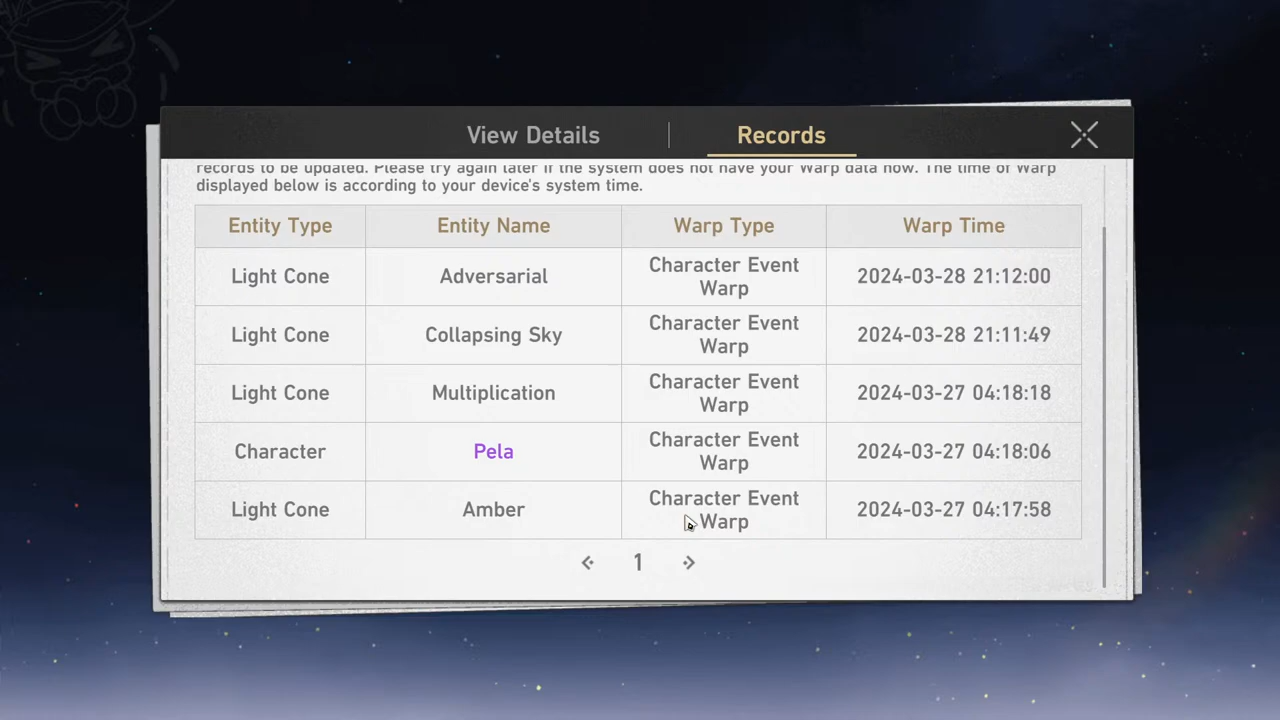 View Details
Records
records to be updated. Please try again later if the system does not have your Warp data now. The time of Warp
displayed below is according to your device's system time.
Entity Type Entity Name Warp Type Warp Time
Light Cone Adversarial Character Event Warp 2024-03-28 21:12:00
Light Cone Collapsing Sky Character Event Warp 2024-03-28 21:11:49
Light Cone Multiplication Character Event Warp 2024-03-27 04:18:18
Character Pela Character Event Warp 2024-03-27 04:18:06
Light Cone Amber Character Event Warp 2024-03-27 04:17:58
1